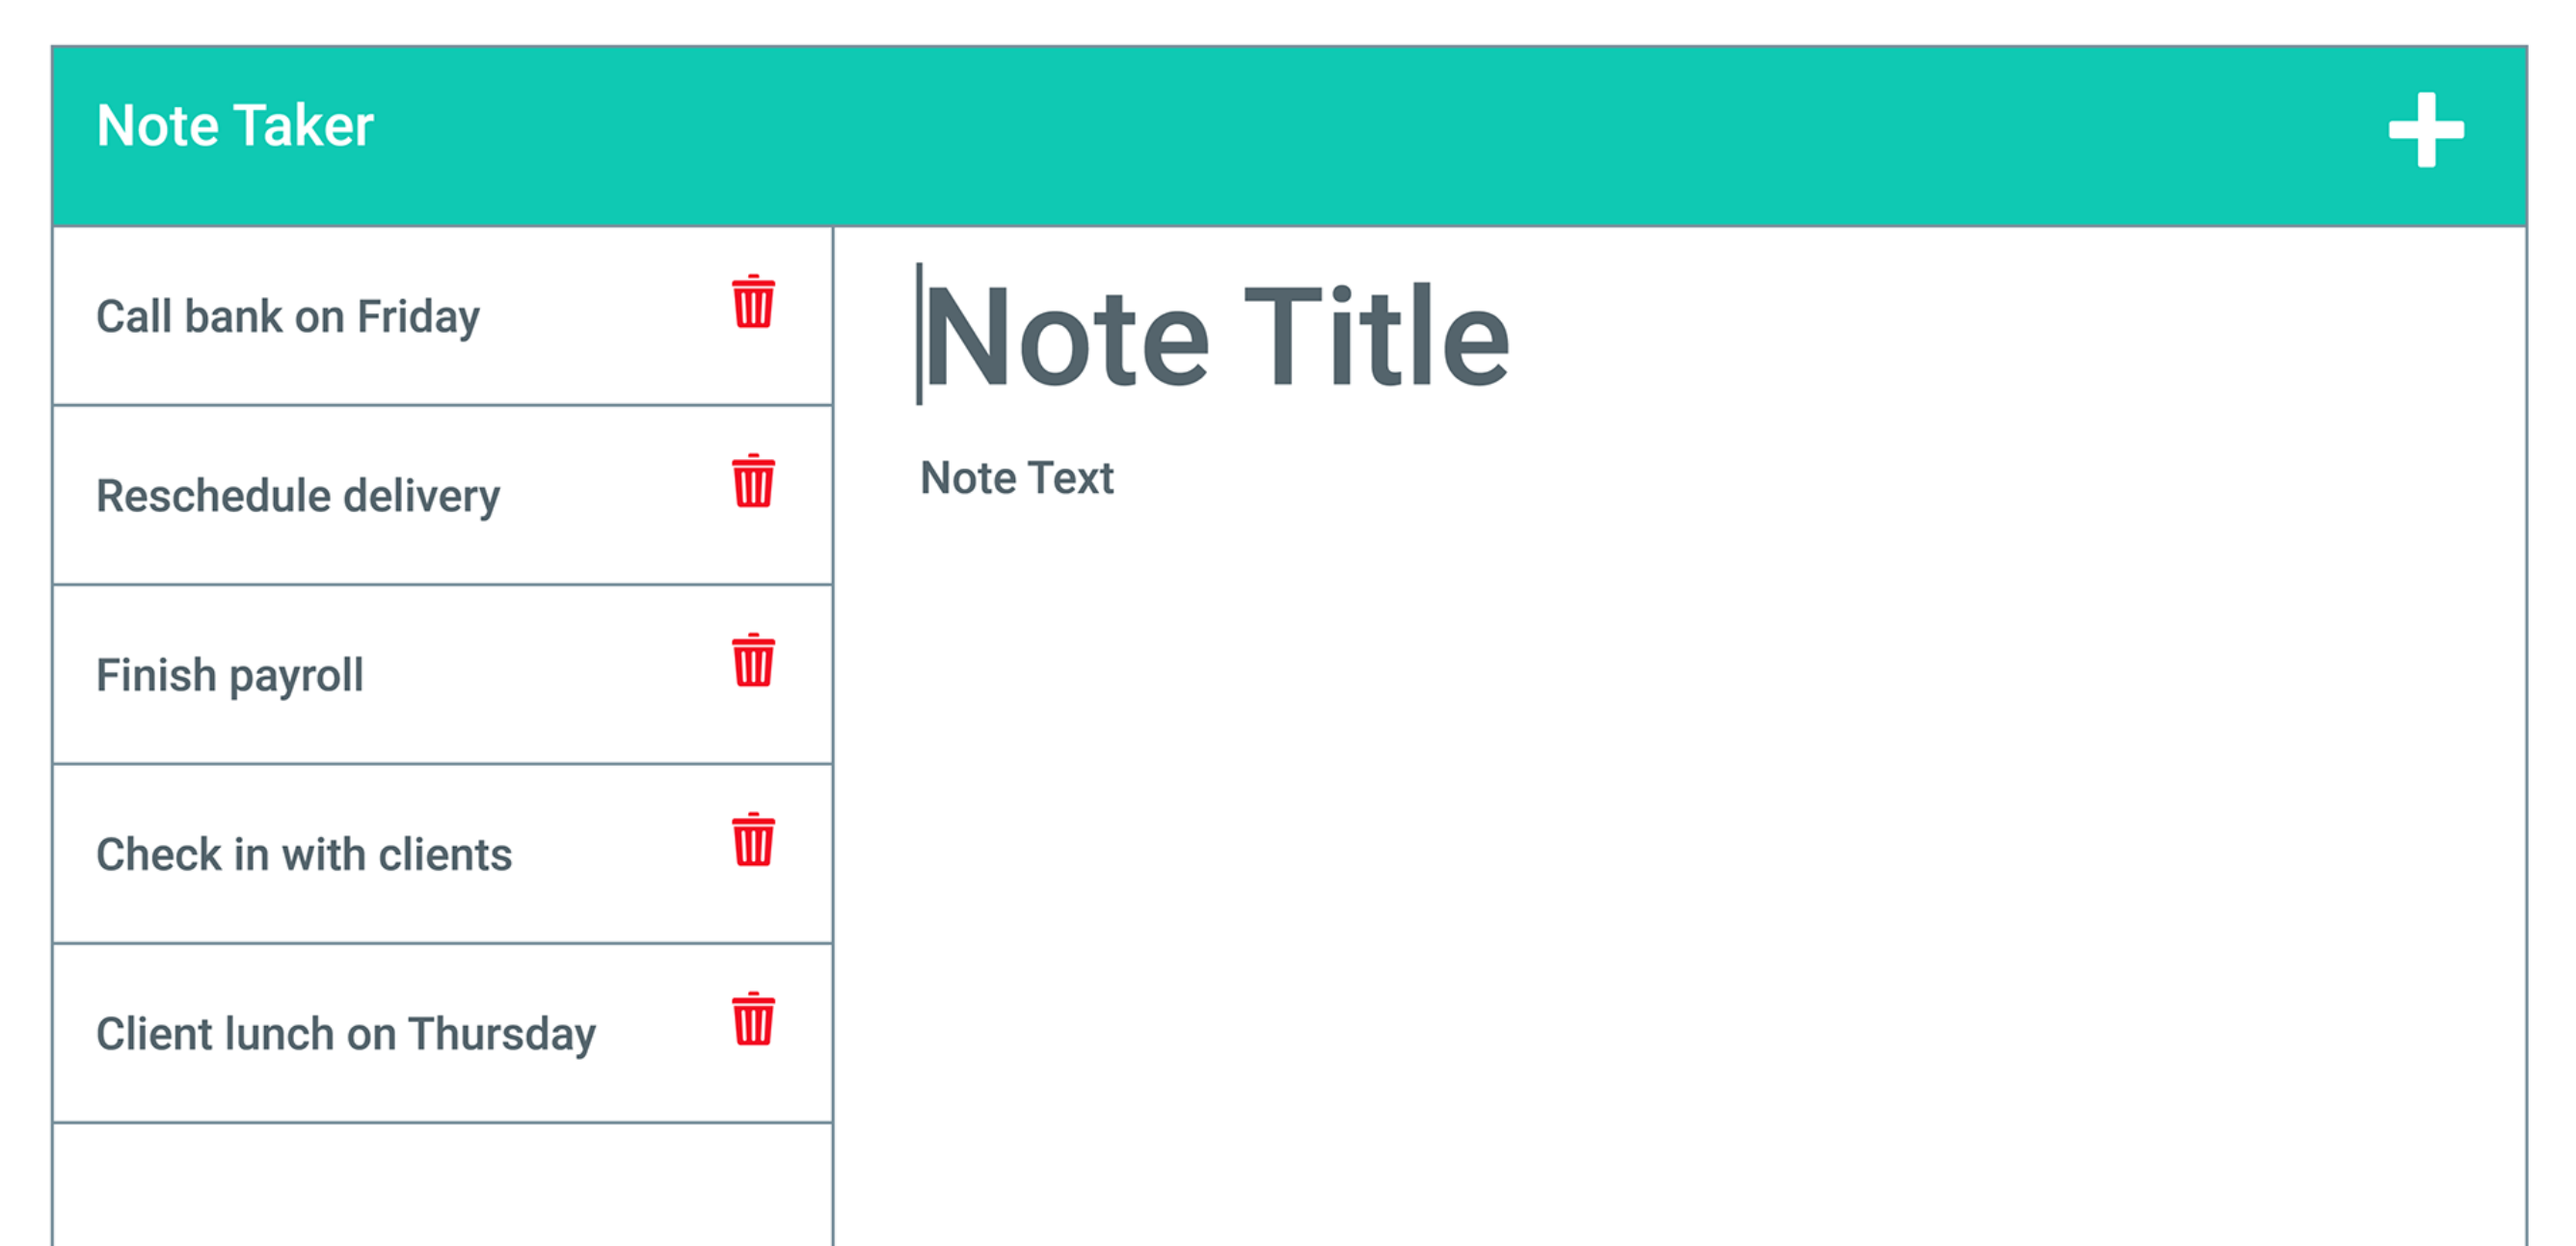 Note Taker
Call bank on Friday
Reschedule delivery
Finish payroll
Check in with clients
Client lunch on Thursday
Note Title
Note Text